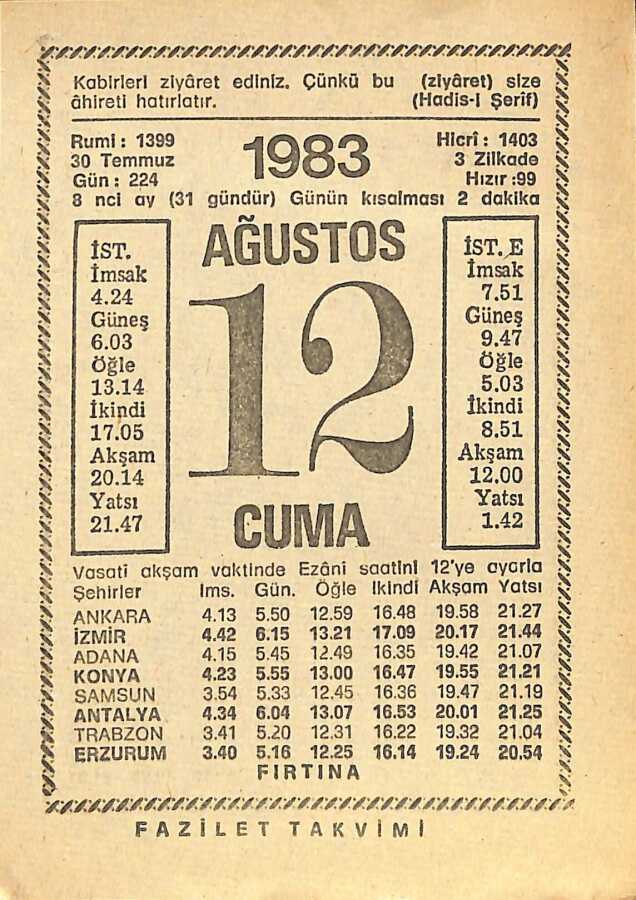 Kabirleri ziyâret ediniz. Çünkü bu (ziyâret) size
âhireti hatırlatır. (Hadis-i Şerîf)
Rumi : 1399 1983 Hicrî : 1403
30 Temmuz 3 Zilkade
Gün : 224 Hızır :99
8 nci ay (31 gündür) Günün kısalması 2 dakika
AĞUSTOS
12
CUMA
İST.
İmsak
4.24
Güneş
6.03
Öğle
13.14
İkindi
17.05
Akşam
20.14
Yatsı
21.47
İST. E
İmsak
7.51
Güneş
9.47
Öğle
5.03
İkindi
8.51
Akşam
12.00
Yatsı
1.42
Vasati akşam vaktinde Ezâni saatini 12'ye ayarla
Şehirler İms. Gün. Öğle İkindi Akşam Yatsı
ANKARA 4.13 5.50 12.59 16.48 19.58 21.27
İZMİR 4.42 6.15 13.21 17.09 20.17 21.44
ADANA 4.15 5.45 12.49 16.35 19.42 21.07
KONYA 4.23 5.55 13.00 16.47 19.55 21.21
SAMSUN 3.54 5.33 12.45 16.36 19.47 21.19
ANTALYA 4.34 6.04 13.07 16.53 20.01 21.25
TRABZON 3.41 5.20 12.31 16.22 19.32 21.04
ERZURUM 3.40 5.16 12.25 16.14 19.24 20.54
FIRTINA
FAZİLET TAKVİMİ